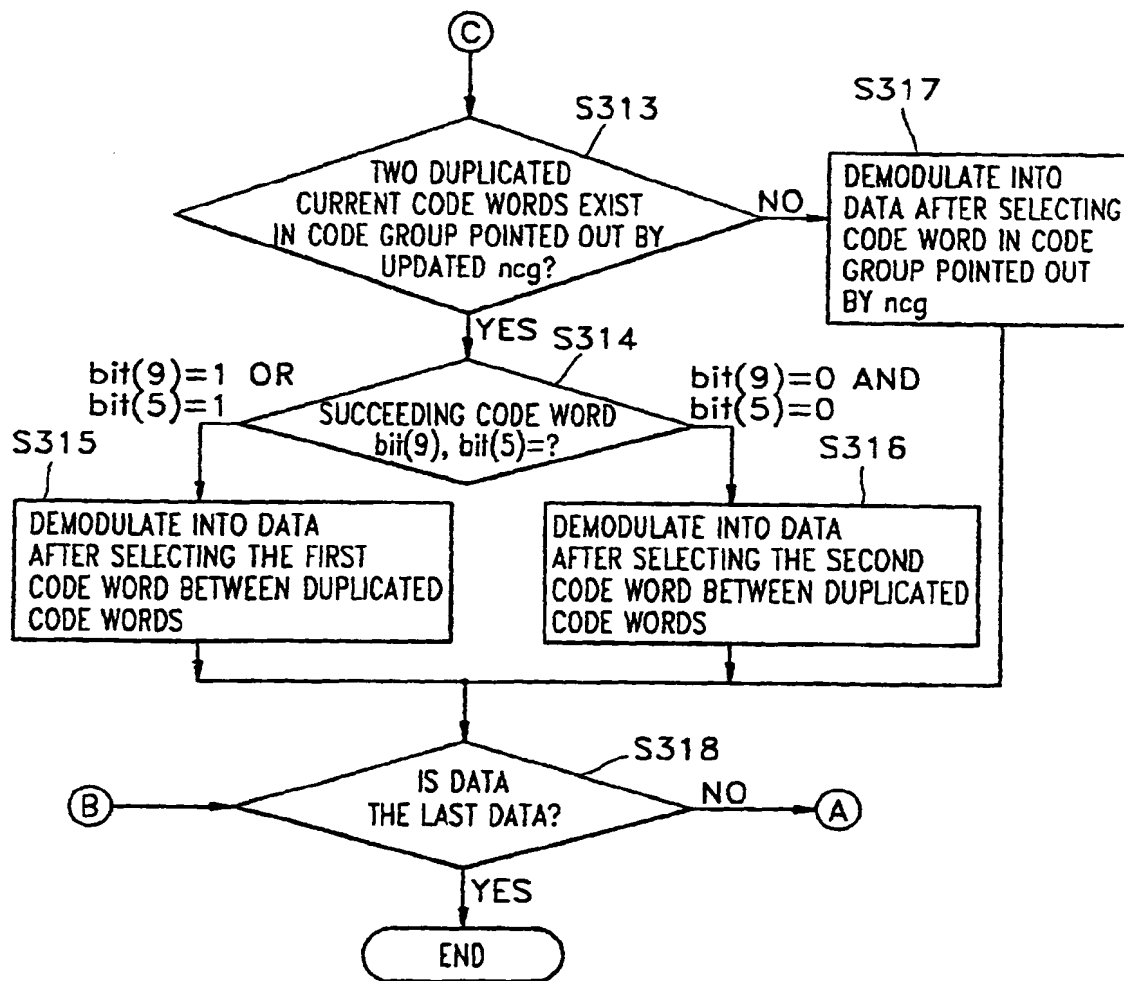 C
S313
TWO DUPLICATED
CURRENT CODE WORDS EXIST
IN CODE GROUP POINTED OUT BY
UPDATED ncg?
NO
S317
DEMODULATE INTO
DATA AFTER SELECTING
CODE WORD IN CODE
GROUP POINTED OUT
BY ncg
YES
S314
bit(9)=1 OR
bit(5)=1
SUCCEEDING CODE WORD
bit(9), bit(5)=?
bit(9)=0 AND
bit(5)=0
S315
DEMODULATE INTO DATA
AFTER SELECTING THE FIRST
CODE WORD BETWEEN DUPLICATED
CODE WORDS
S316
DEMODULATE INTO DATA
AFTER SELECTING THE SECOND
CODE WORD BETWEEN DUPLICATED
CODE WORDS
S318
B
IS DATA
THE LAST DATA?
NO
A
YES
END